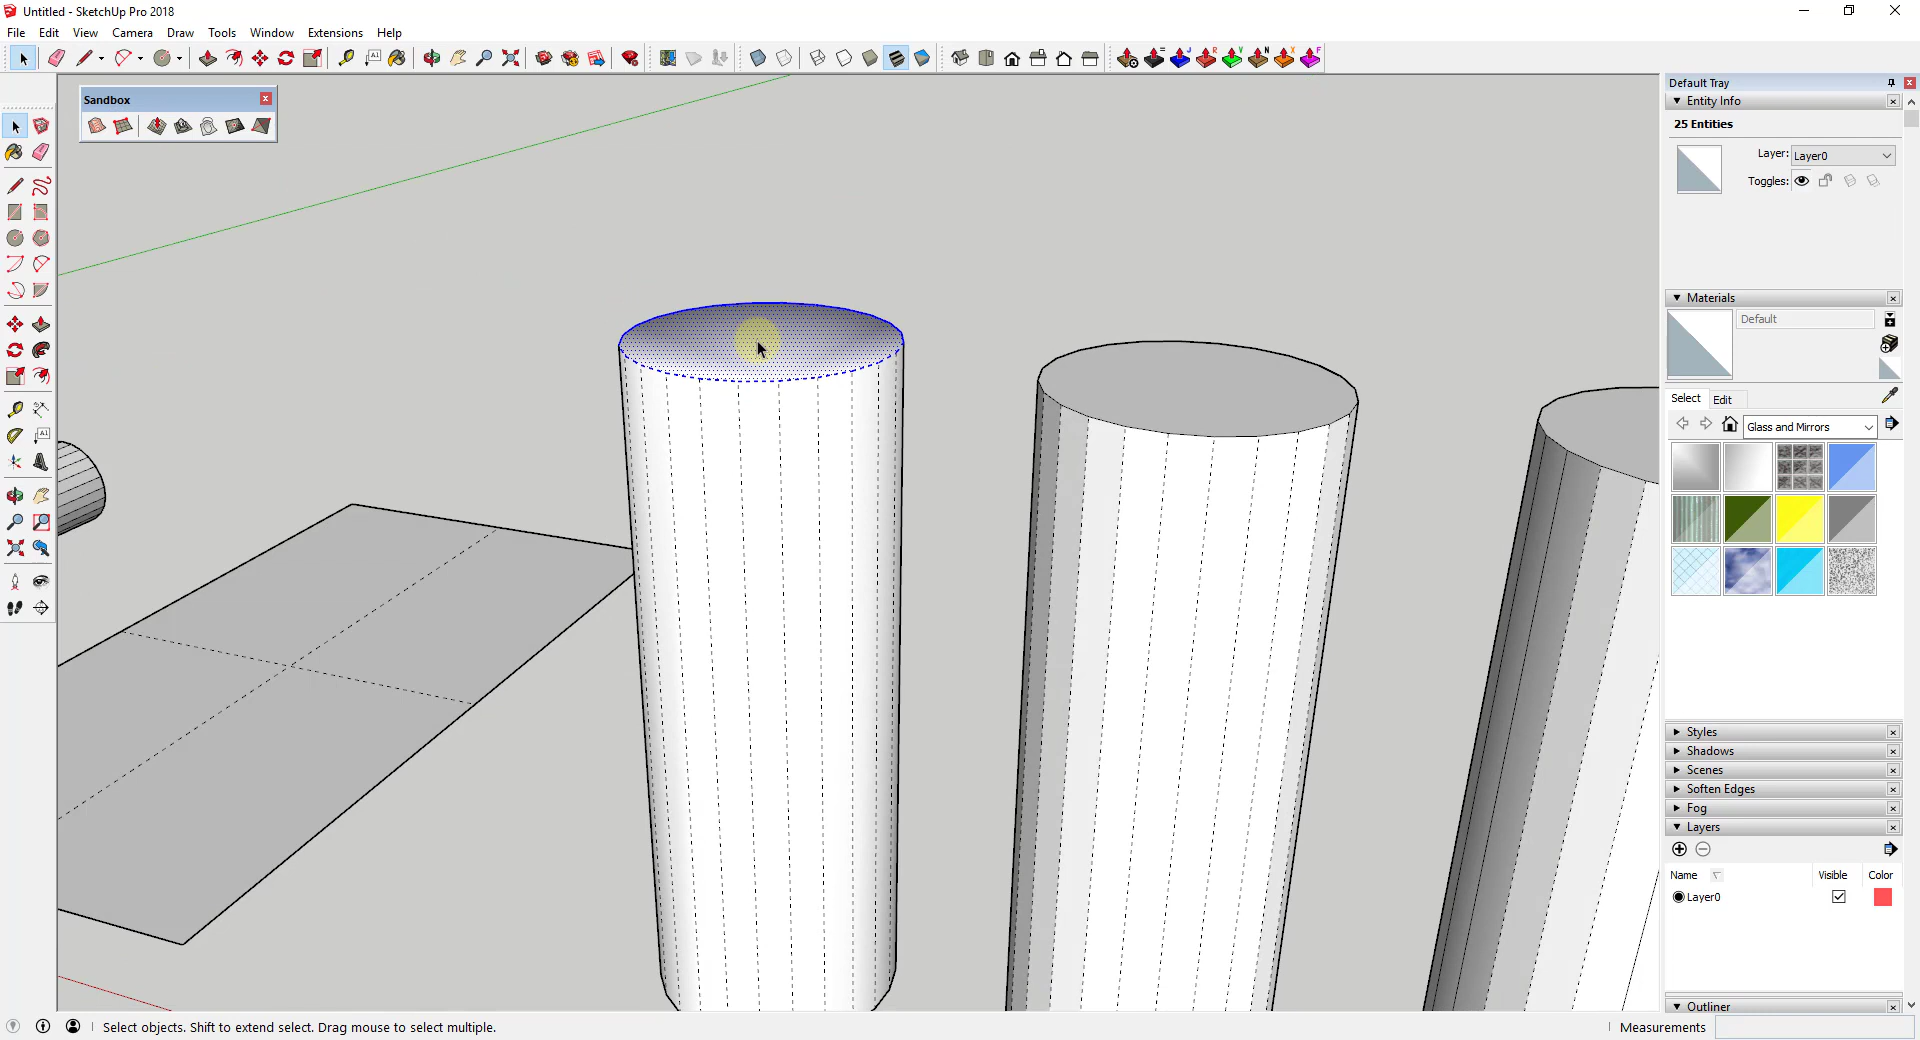 Untitled - SketchUp Pro 2018
File Edit View Camera Draw Tools Window Extensions Help
Sandbox
Default Tray
Entity Info
25 Entities
Layer: Layer0
Toggles:
Materials
Default
Select Edit
Glass and Mirrors
Styles
Shadows
Scenes
Soften Edges
Fog
Layers
Name Visible Color
Layer0
Outliner
Select objects. Shift to extend select. Drag mouse to select multiple.
Measurements